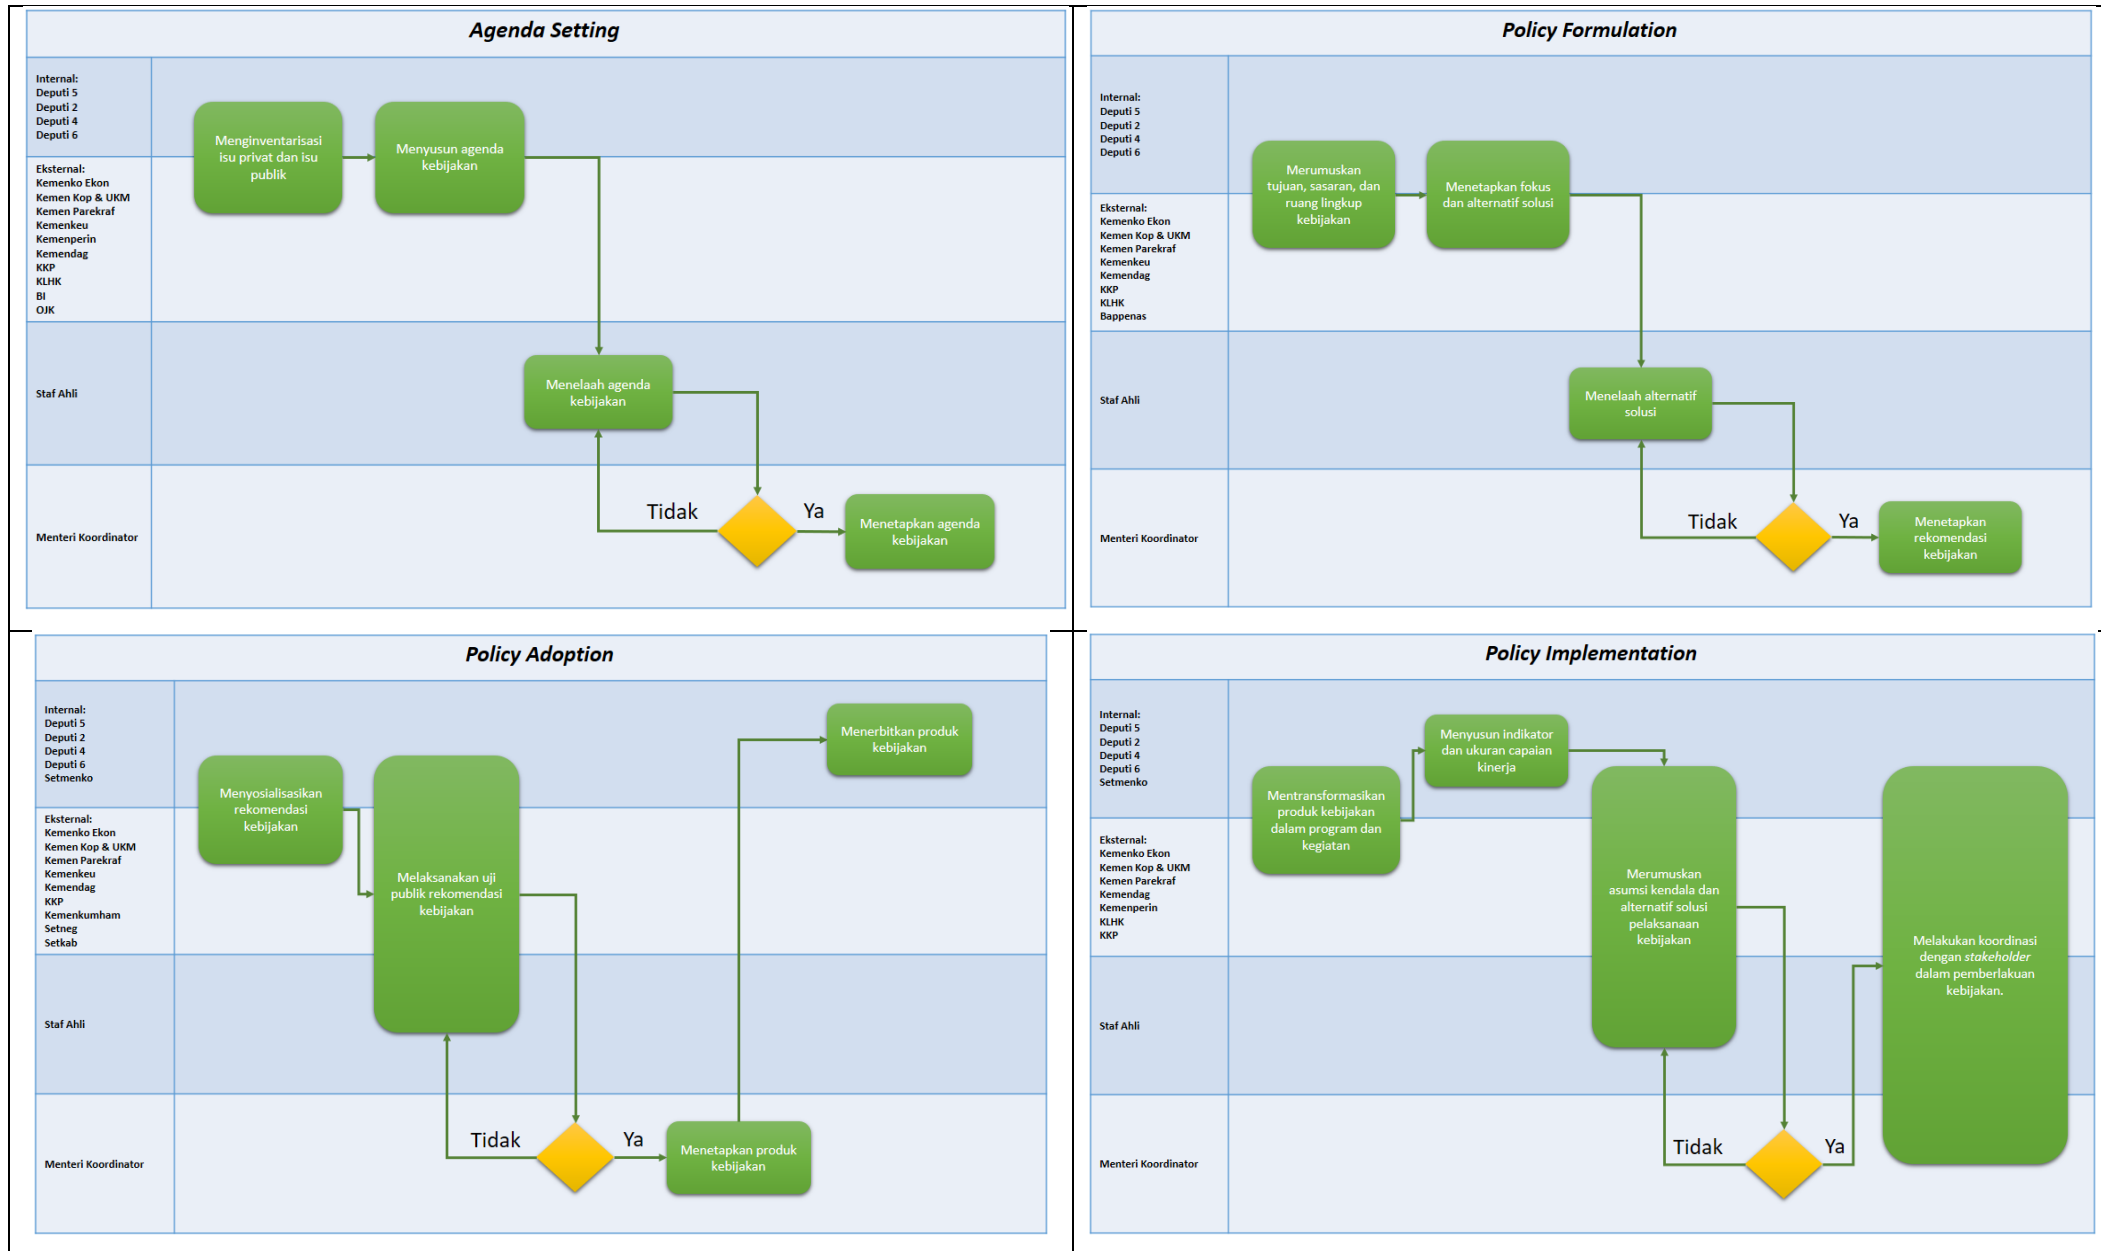 Agenda Setting
Internal:
Deputi 5
Deputi 2
Deputi 4
Deputi 6
Eksternal:
Kemenko Ekon
Kemen Kop & UKM
Kemen Parekraf
Kemenkeu
Kemenperin
Kemendag
KKP
KLHK
BI
OJK
Staf Ahli
Menteri Koordinator
Menginventarisasi
isu privat dan isu
publik
Menyusun agenda
kebijakan
Menelaah agenda
kebijakan
Tidak
Ya
Menetapkan agenda
kebijakan
Policy Formulation
Internal:
Deputi 5
Deputi 2
Deputi 4
Deputi 6
Eksternal:
Kemenko Ekon
Kemen Kop & UKM
Kemen Parekraf
Kemenkeu
Kemendag
KKP
KLHK
Bappenas
Staf Ahli
Menteri Koordinator
Merumuskan
tujuan, sasaran, dan
ruang lingkup
kebijakan
Menetapkan fokus
dan alternatif solusi
Menelaah alternatif
solusi
Tidak
Ya
Menetapkan
rekomendasi
kebijakan
Policy Adoption
Internal:
Deputi 5
Deputi 2
Deputi 4
Deputi 6
Setmenko
Eksternal:
Kemenko Ekon
Kemen Kop & UKM
Kemen Parekraf
Kemenkeu
Kemendag
KKP
Kemenkumham
Setneg
Setkab
Staf Ahli
Menteri Koordinator
Menyosialisasikan
rekomendasi
kebijakan
Melaksanakan uji
publik rekomendasi
kebijakan
Tidak
Ya
Menetapkan produk
kebijakan
Menerbitkan produk
kebijakan
Policy Implementation
Internal:
Deputi 5
Deputi 2
Deputi 4
Deputi 6
Setmenko
Eksternal:
Kemenko Ekon
Kemen Kop & UKM
Kemen Parekraf
Kemendag
Kemenperin
KLHK
KKP
Staf Ahli
Menteri Koordinator
Mentransformasikan
produk kebijakan
dalam program dan
kegiatan
Menyusun indikator
dan ukuran capaian
kinerja
Merumuskan
asumsi kendala dan
alternatif solusi
pelaksanaan
kebijakan
Tidak
Ya
Melakukan koordinasi
dengan stakeholder
dalam pemberlakuan
kebijakan.